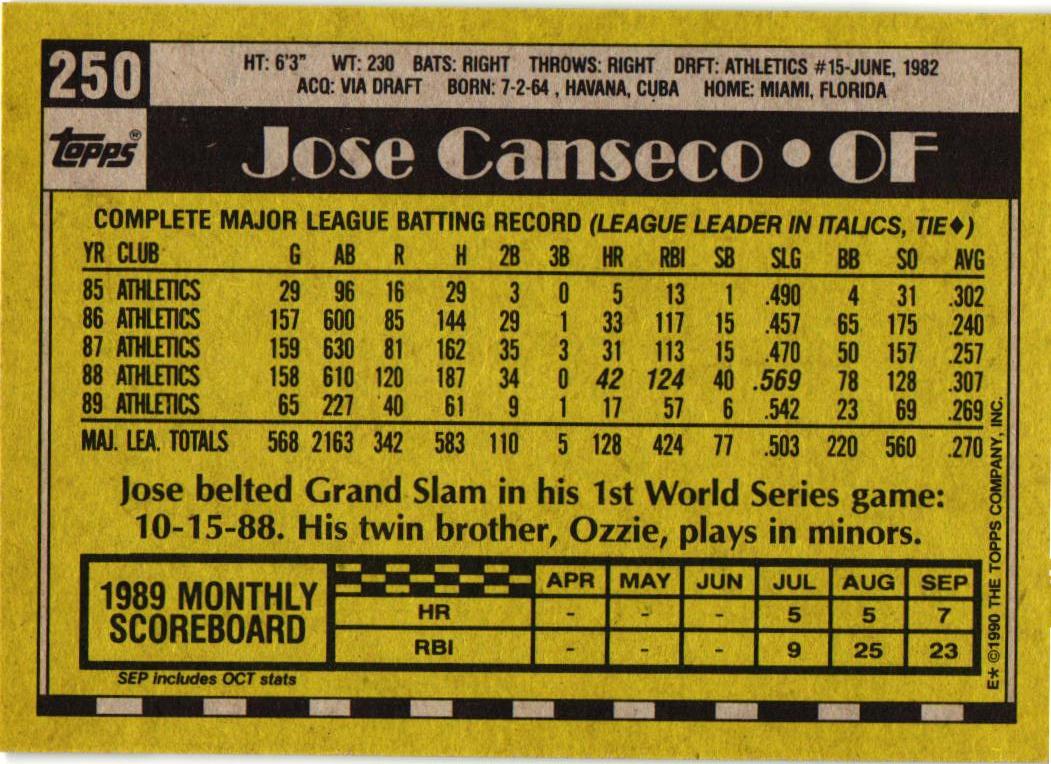 250
HT: 6'3" WT: 230 BATS: RIGHT THROWS: RIGHT DRFT: ATHLETICS #15-JUNE, 1982
ACQ: VIA DRAFT BORN: 7-2-64 , HAVANA, CUBA HOME: MIAMI, FLORIDA
Topps®
Jose Canseco • OF
COMPLETE MAJOR LEAGUE BATTING RECORD (LEAGUE LEADER IN ITALICS, TIE♦)
YR CLUB G AB R H 2B 3B HR RBI SB SLG BB SO AVG
85 ATHLETICS 29 96 16 29 3 0 5 13 1 .490 4 31 .302
86 ATHLETICS 157 600 85 144 29 1 33 117 15 .457 65 175 .240
87 ATHLETICS 159 630 81 162 35 3 31 113 15 .470 50 157 .257
88 ATHLETICS 158 610 120 187 34 0 42 124 40 .569 78 128 .307
89 ATHLETICS 65 227 40 61 9 1 17 57 6 .542 23 69 .269
MAJ. LEA. TOTALS 568 2163 342 583 110 5 128 424 77 .503 220 560 .270
Jose belted Grand Slam in his 1st World Series game:
10-15-88. His twin brother, Ozzie, plays in minors.
1989 MONTHLY
SCOREBOARD
APR MAY JUN JUL AUG SEP
HR - - - 5 5 7
RBI - - - 9 25 23
SEP includes OCT stats
E* ©1990 THE TOPPS COMPANY, INC.